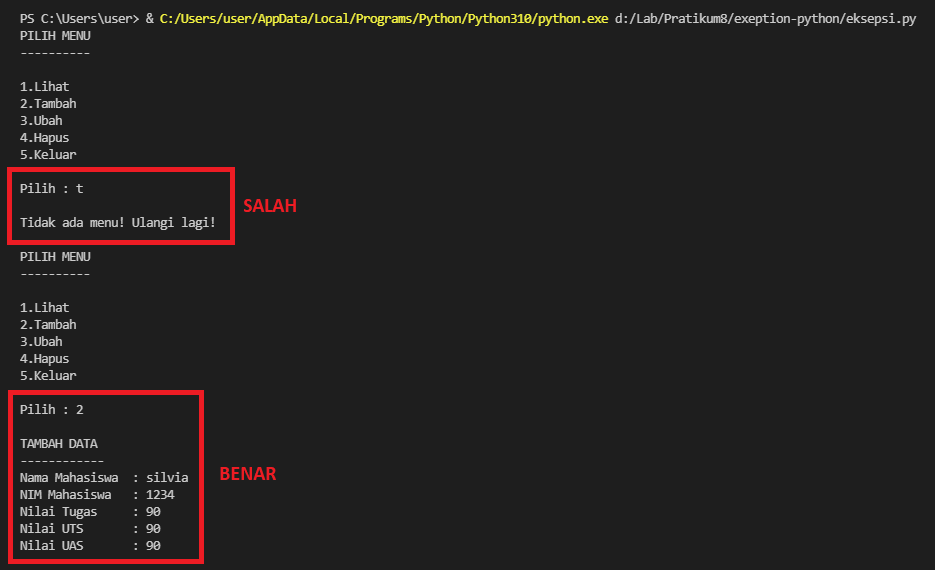 PS C:\Users\user> & C:/Users/user/AppData/Local/Programs/Python/Python310/python.exe d:/Lab/Pratikum8/exeption-python/eksepsi.py
PILIH MENU
----------
1.Lihat
2.Tambah
3.Ubah
4.Hapus
5.Keluar
Pilih : t
SALAH
Tidak ada menu! Ulangi lagi!
PILIH MENU
----------
1.Lihat
2.Tambah
3.Ubah
4.Hapus
5.Keluar
Pilih : 2
TAMBAH DATA
------------
BENAR
Nama Mahasiswa  : silvia
NIM Mahasiswa   : 1234
Nilai Tugas     : 90
Nilai UTS       : 90
Nilai UAS       : 90